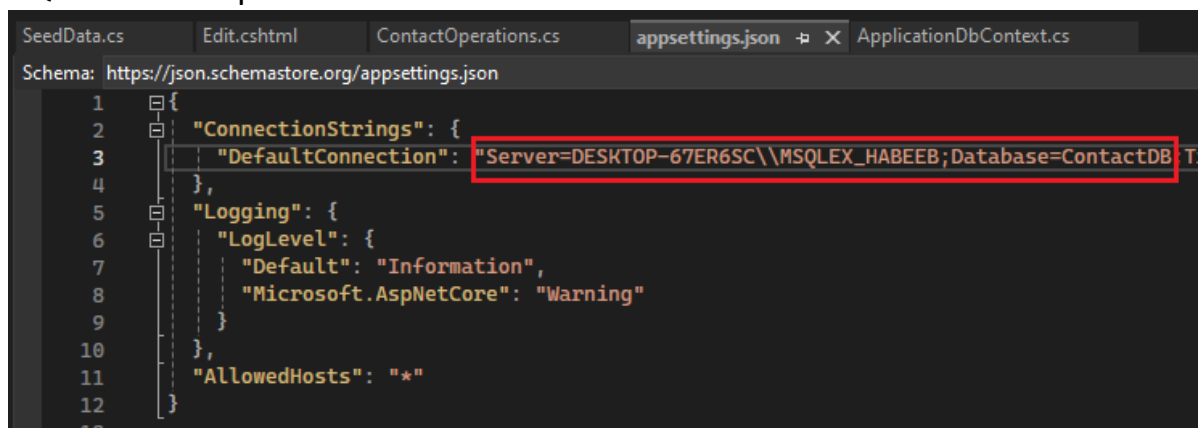 SeedData.cs Edit.cshtml ContactOperations.cs appsettings.json ApplicationDbContext.cs
Schema: https://json.schemastore.org/appsettings.json
1 {
2 "ConnectionStrings": {
3 "DefaultConnection": "Server=DESKTOP-67ER6SC\\MSQLEX_HABEEB;Database=ContactDB;T
4 },
5 "Logging": {
6 "LogLevel": {
7 "Default": "Information",
8 "Microsoft.AspNetCore": "Warning"
9 }
10 },
11 "AllowedHosts": "*"
12 }